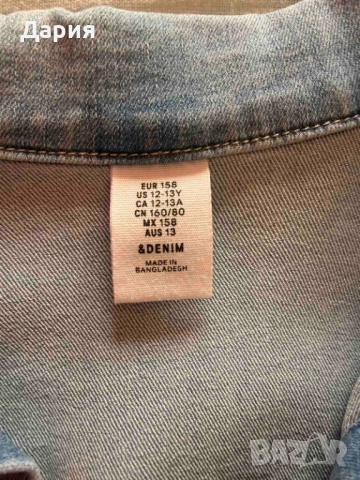 Дария
EUR 158
US 12-13Y
CA 12-13A
CN 160/80
MX 158
AUS 13
&DENIM
MADE IN
BANGLADESH
BAZAR